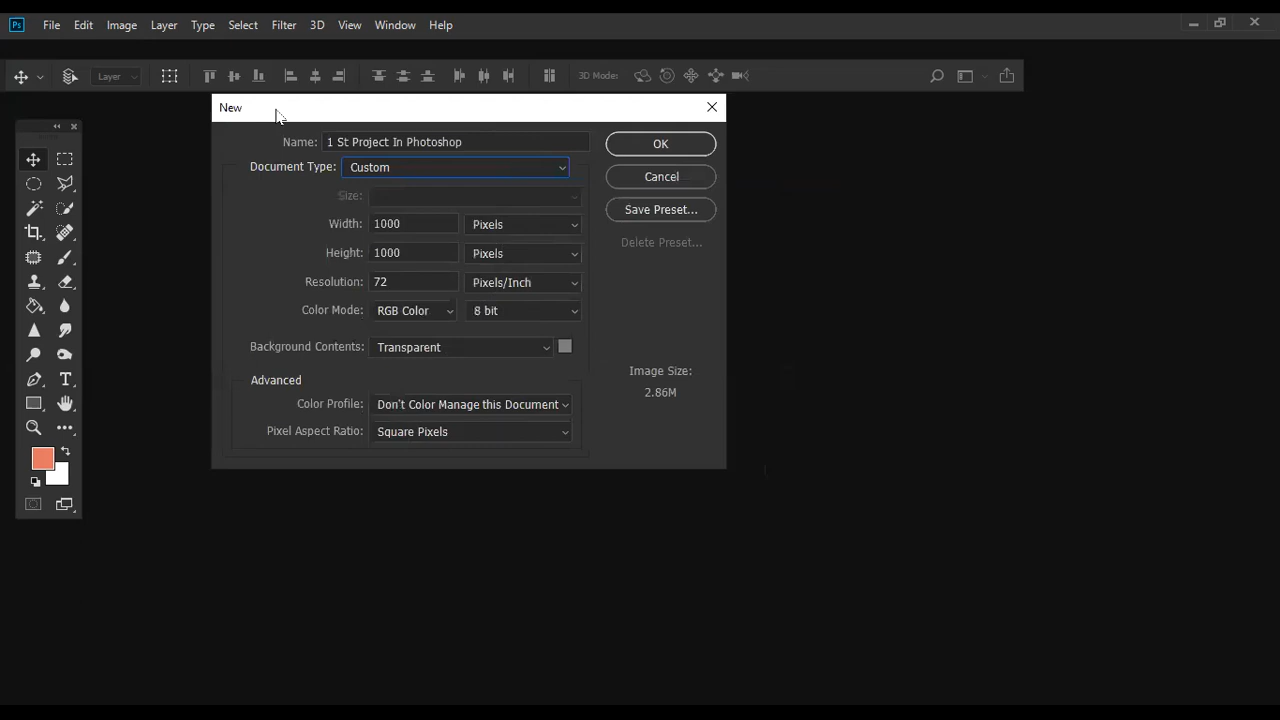 Ps File Edit Image Layer Type Select Filter 3D View Window Help
Layer 3D Mode:
New
Name: 1 St Project In Photoshop OK
Document Type: Custom
Cancel
Size:
Save Preset...
Width: 1000 Pixels
Delete Preset...
Height: 1000 Pixels
Resolution: 72 Pixels/Inch
Color Mode: RGB Color 8 bit
Background Contents: Transparent
Image Size:
Advanced
2.86M
Color Profile: Don't Color Manage this Document
Pixel Aspect Ratio: Square Pixels